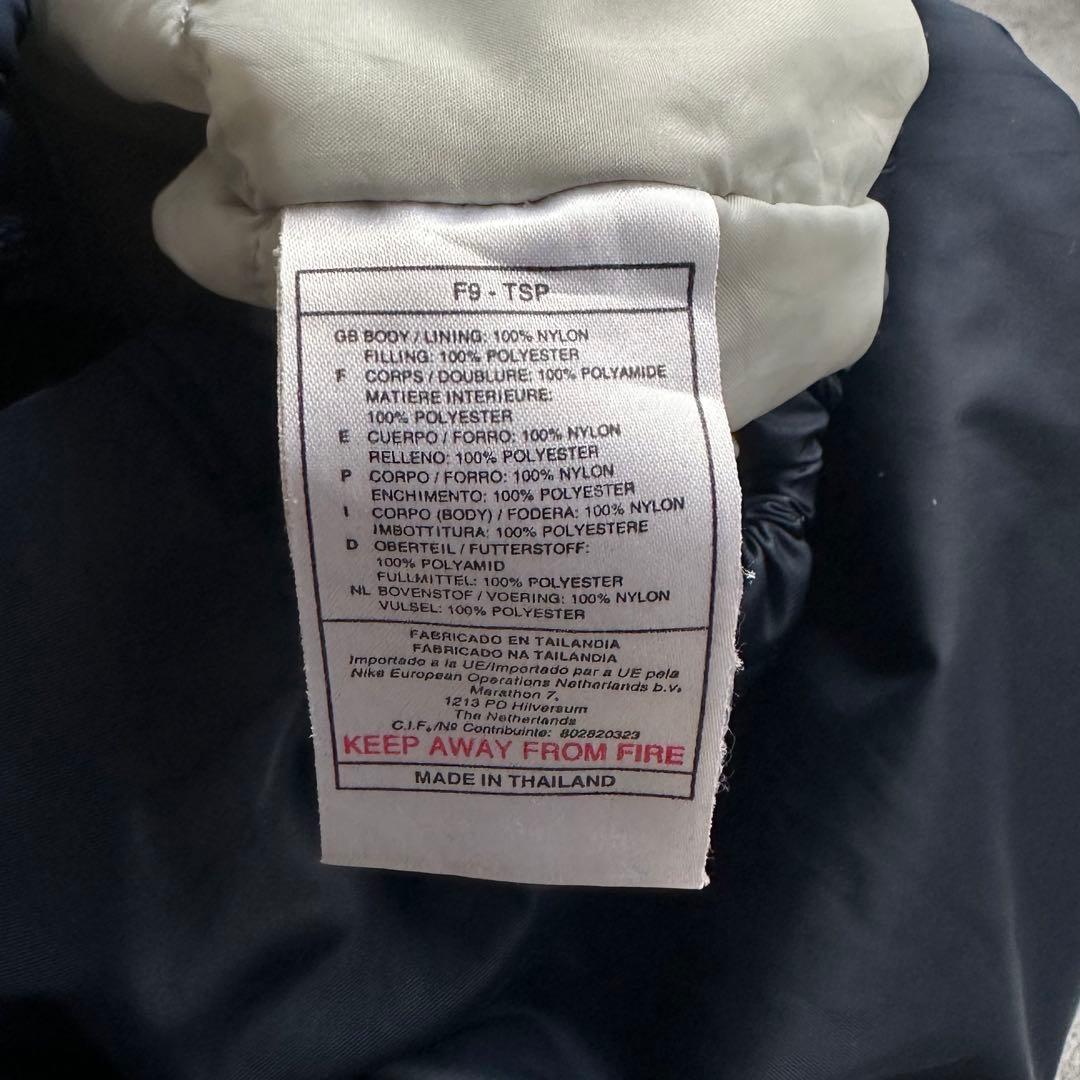 F9 - TSP
GB BODY / LINING: 100% NYLON
FILLING: 100% POLYESTER
F CORPS / DOUBLURE: 100% POLYAMIDE
MATIERE INTERIEURE:
100% POLYESTER
E CUERPO / FORRO: 100% NYLON
RELLENO: 100% POLYESTER
P CORPO / FORRO: 100% NYLON
ENCHIMENTO: 100% POLYESTER
I CORPO (BODY) / FODERA: 100% NYLON
IMBOTTITURA: 100% POLYESTERE
D OBERTEIL / FUTTERSTOFF:
100% POLYAMID
FULLMITTEL: 100% POLYESTER
NL BOVENSTOF / VOERING: 100% NYLON
VULSEL: 100% POLYESTER
FABRICADO EN TAILANDIA
FABRICADO NA TAILANDIA
Importado a la UE/Importado par a UE pela
Nike European Operations Netherlands b.v.
Marathon 7,
1213 PD Hilversum
The Netherlands
C.I.F./Nº Contribuinte: 802820323
KEEP AWAY FROM FIRE
MADE IN THAILAND